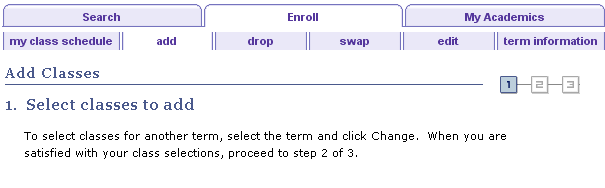 Search Enroll My Academics
my class schedule add drop swap edit term information
Add Classes
1 2 3
1. Select classes to add
To select classes for another term, select the term and click Change. When you are
satisfied with your class selections, proceed to step 2 of 3.